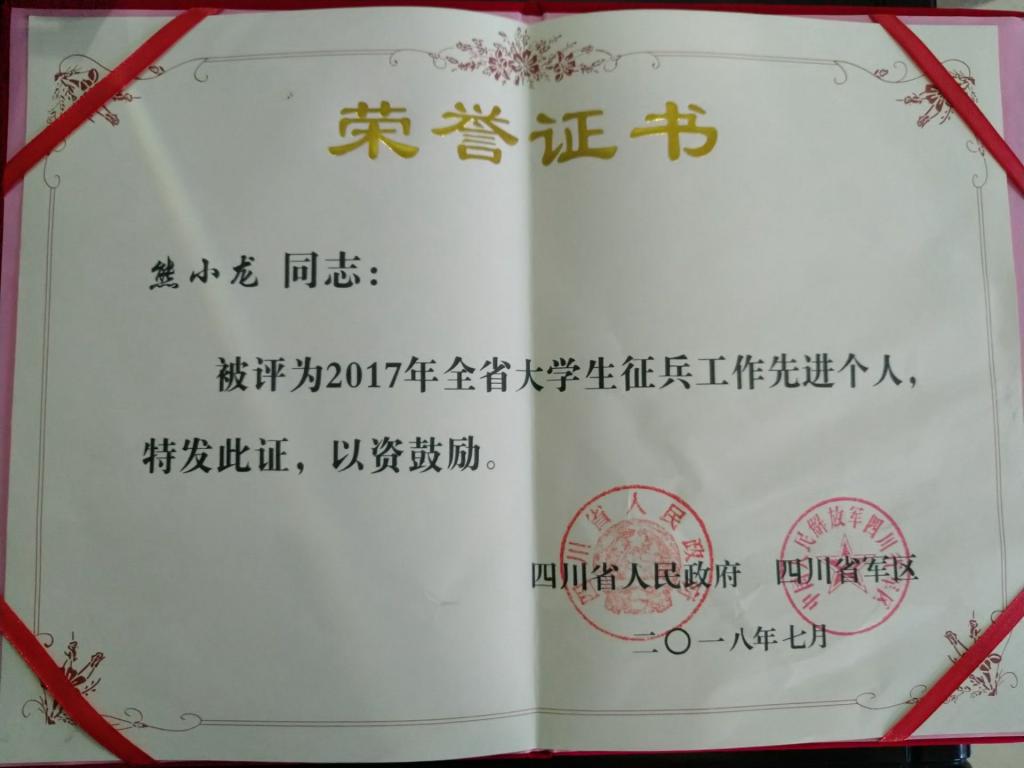 荣誉证书
熊小龙 同志：
被评为2017年全省大学生征兵工作先进个人，
特发此证，以资鼓励。
四川省人民政府 四川省军区
二〇一八年七月